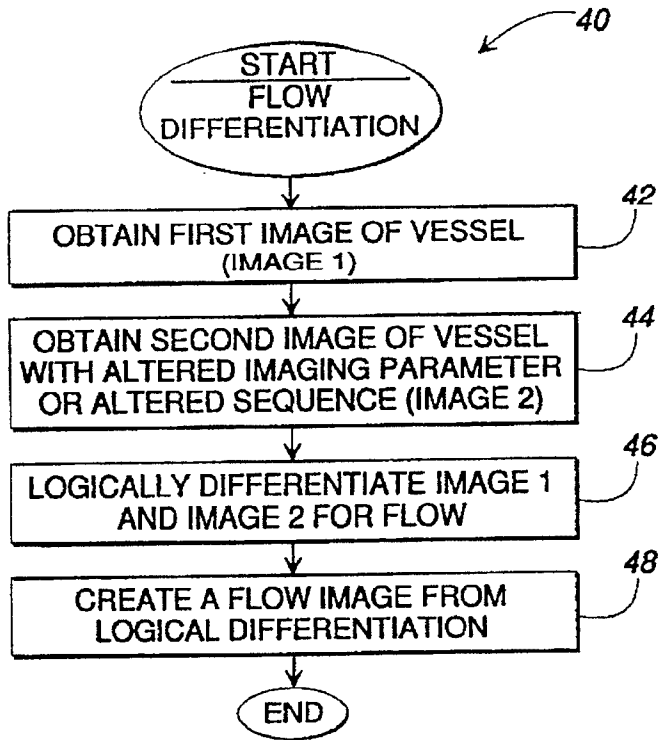 40
START
FLOW
DIFFERENTIATION
42
OBTAIN FIRST IMAGE OF VESSEL
(IMAGE 1)
44
OBTAIN SECOND IMAGE OF VESSEL
WITH ALTERED IMAGING PARAMETER
OR ALTERED SEQUENCE (IMAGE 2)
46
LOGICALLY DIFFERENTIATE IMAGE 1
AND IMAGE 2 FOR FLOW
48
CREATE A FLOW IMAGE FROM
LOGICAL DIFFERENTIATION
END